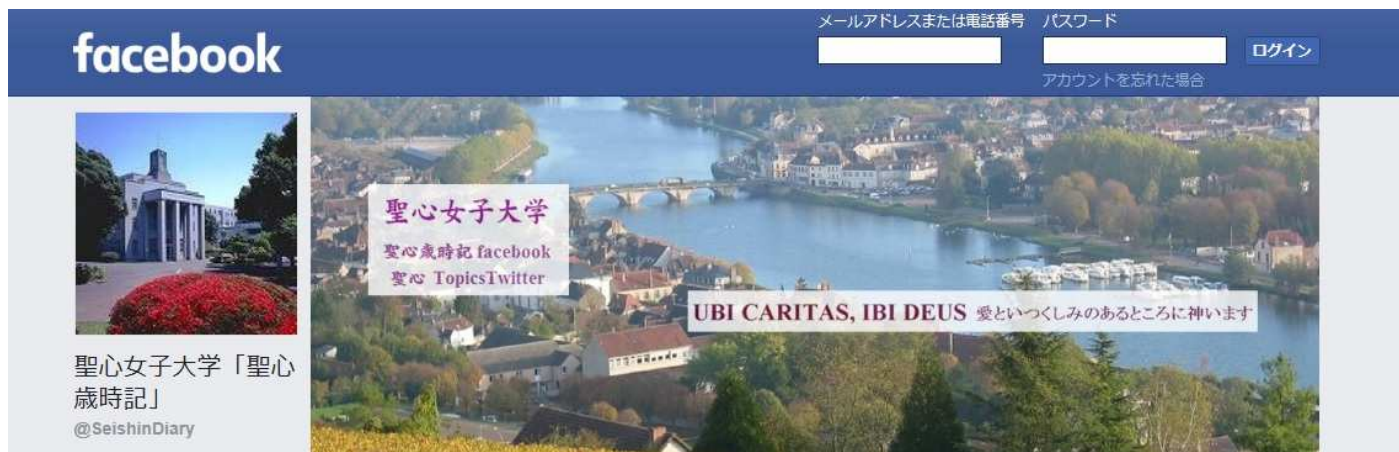 facebook
メールアドレスまたは電話番号
パスワード
ログイン
アカウントを忘れた場合
聖心女子大学
聖心歳時記 facebook
聖心 TopicsTwitter
UBI CARITAS, IBI DEUS 愛といつくしみのあるところに神います
聖心女子大学「聖心
歳時記」
@SeishinDiary